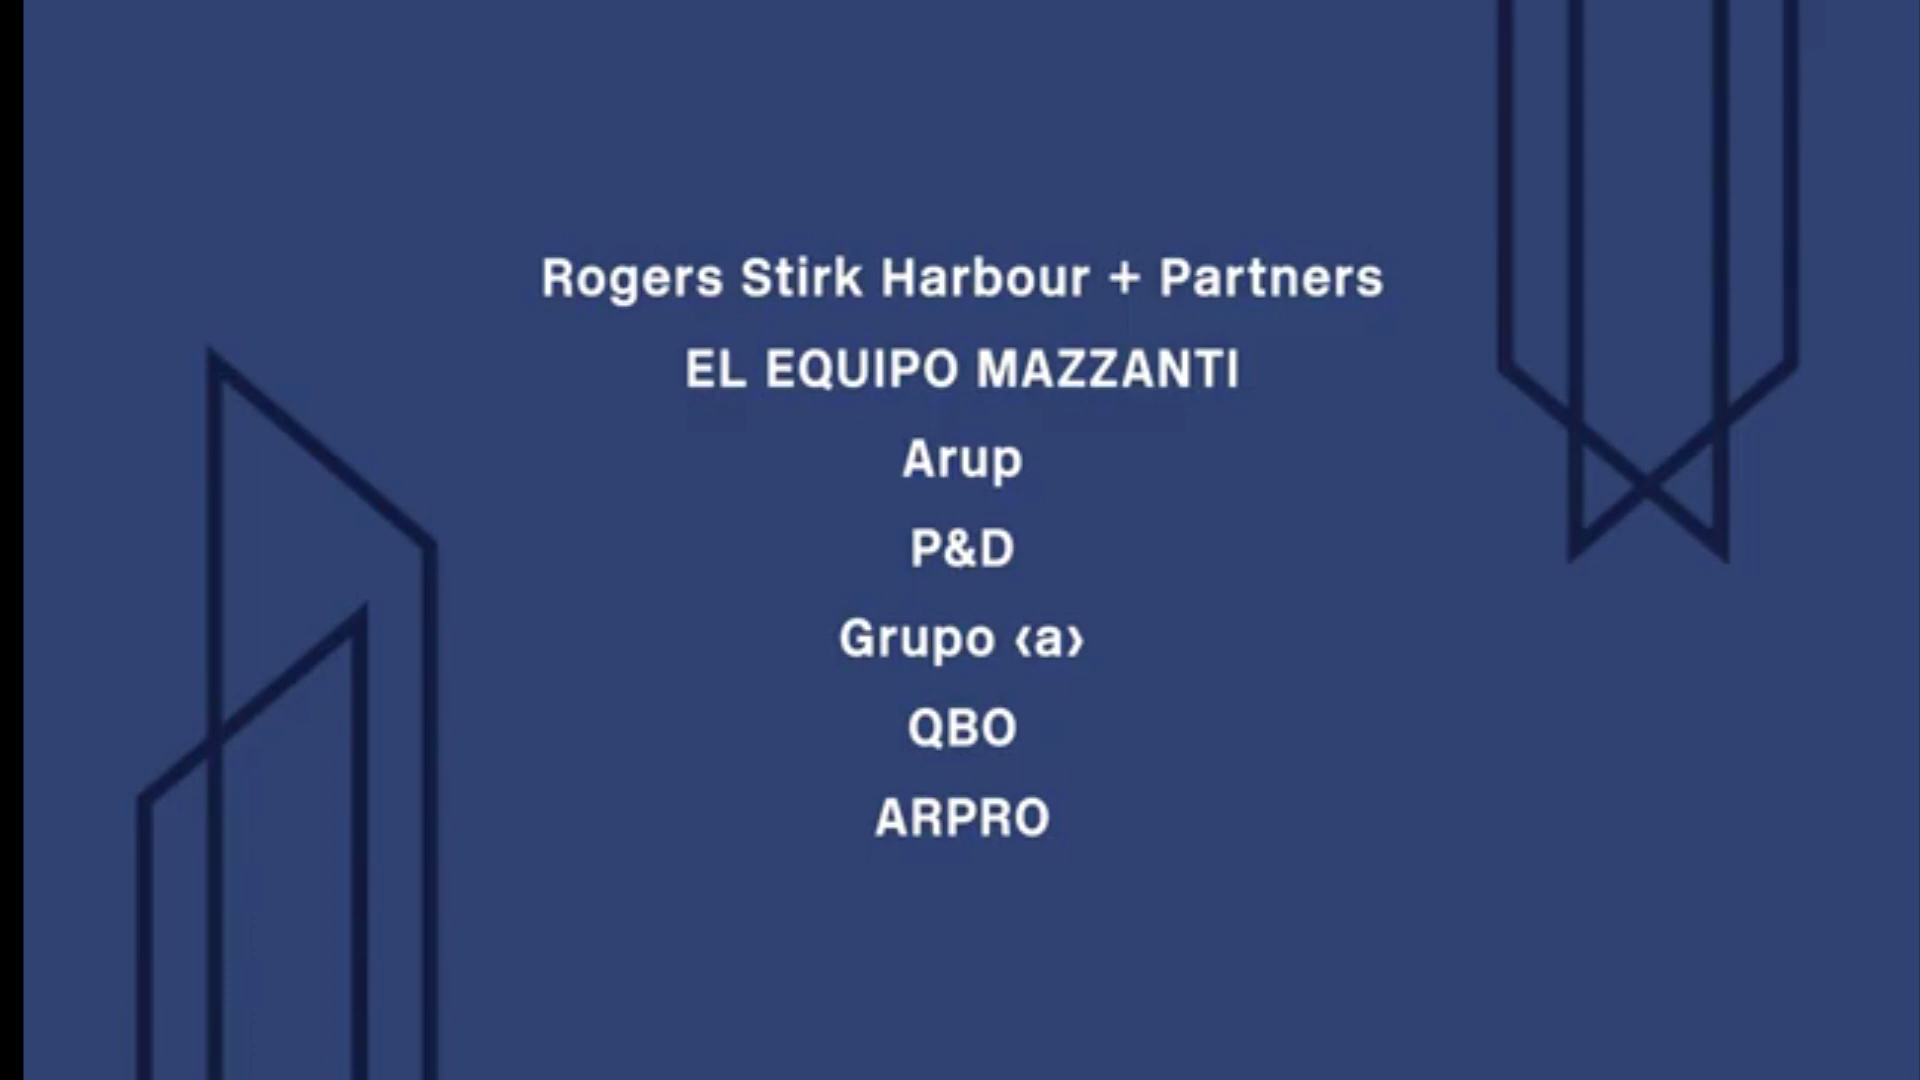 Rogers Stirk Harbour + Partners
EL EQUIPO MAZZANTI
Arup
P&D
Grupo ‹a›
QBO
ARPRO